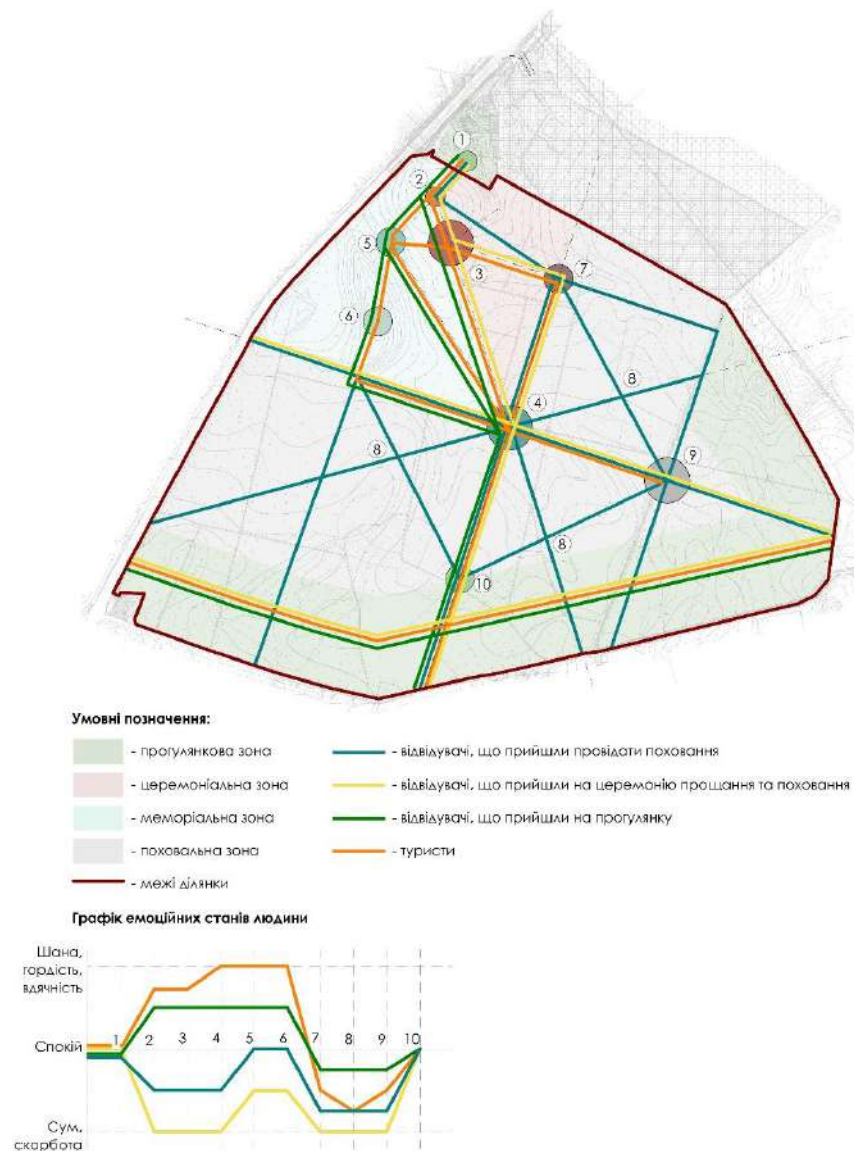 1
2
5
3
7
6
8
4
8
9
8
10
Умовні позначення:
- прогулянкова зона
- відвідувачі, що прийшли провідати поховання
- церемоніальна зона
- відвідувачі, що прийшли на церемонію прощання та поховання
- меморіальна зона
- відвідувачі, що прийшли на прогулянку
- поховальна зона
- туристи
- межі ділянки
Графік емоційних станів людини
Шана,
гордість,
вдячність
Спокій
1 2 3 4 5 6 7 8 9 10
Сум,
скорбота